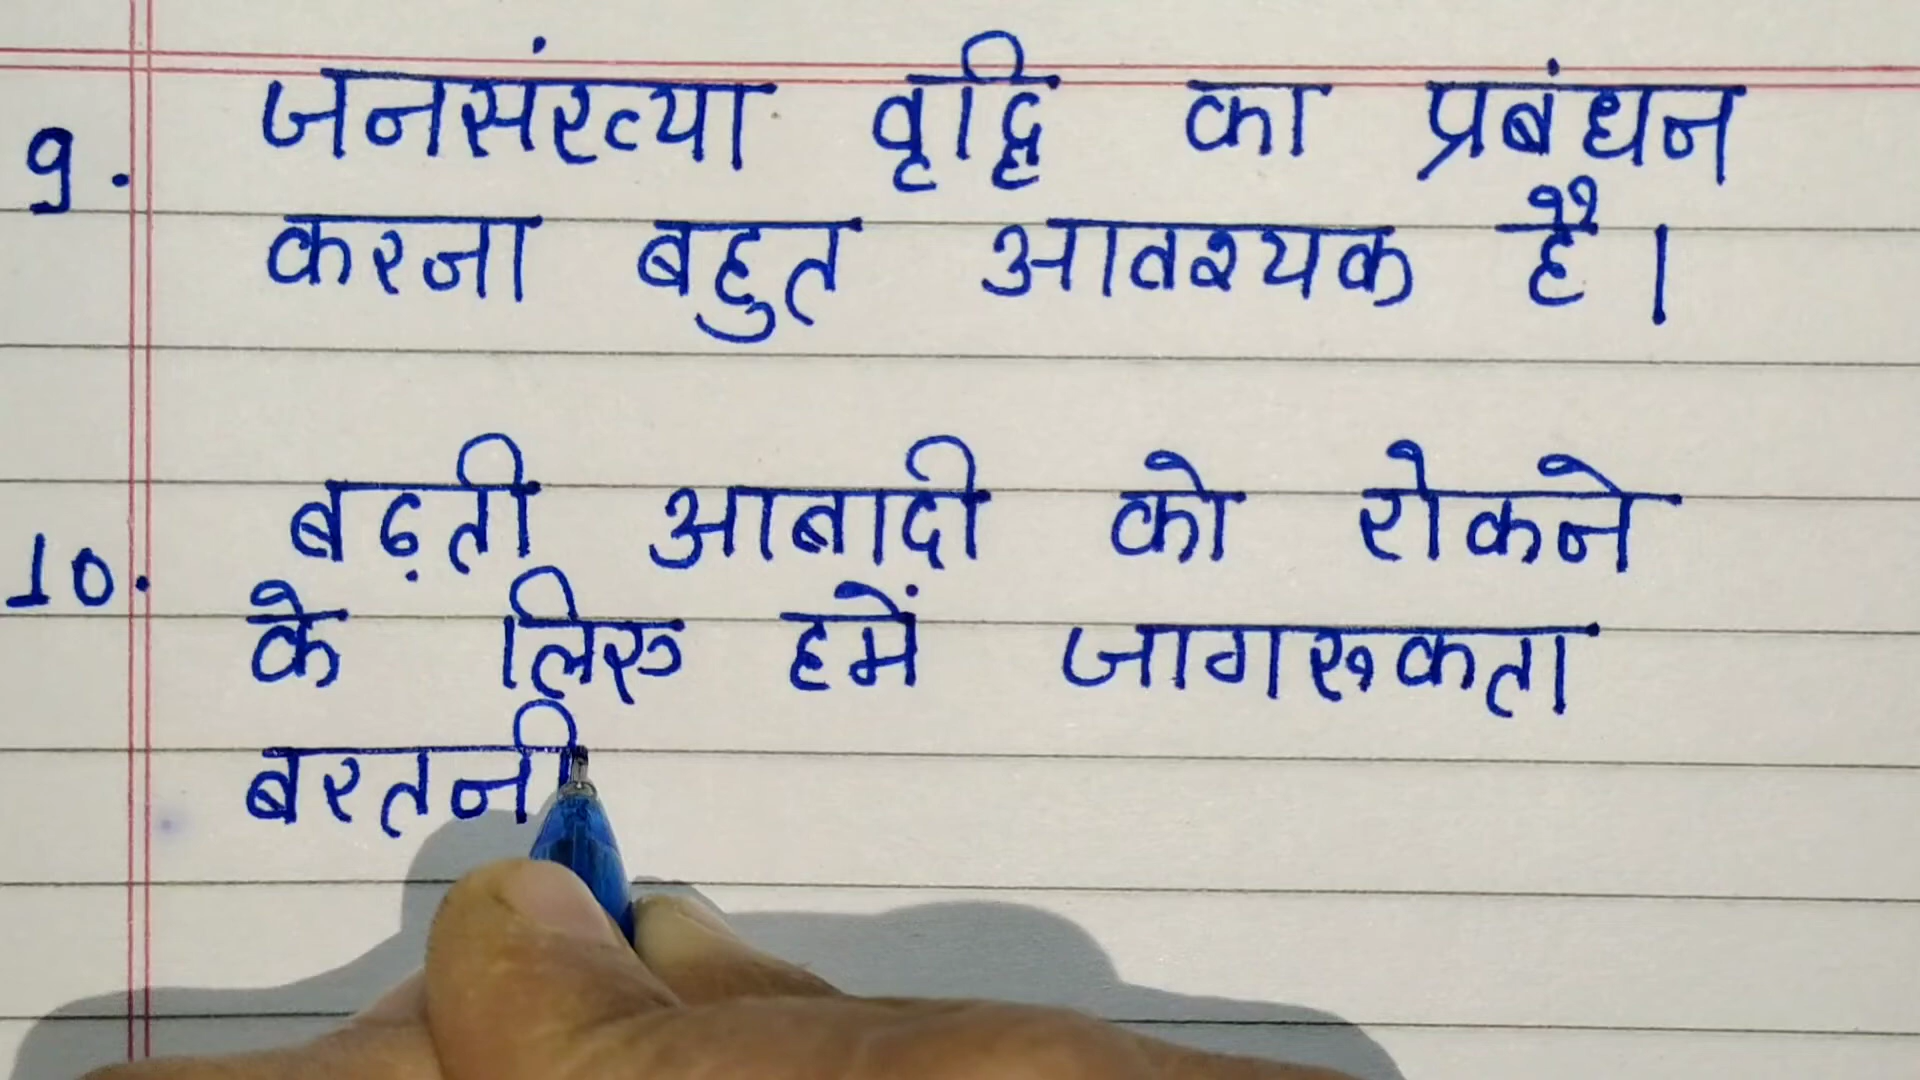 9. जनसंख्या वृद्धि का प्रबंधन
करना बहुत आवश्यक है।
10. बढ़ती आबादी को रोकने
के लिए हमें जागरूकता
बरतनी